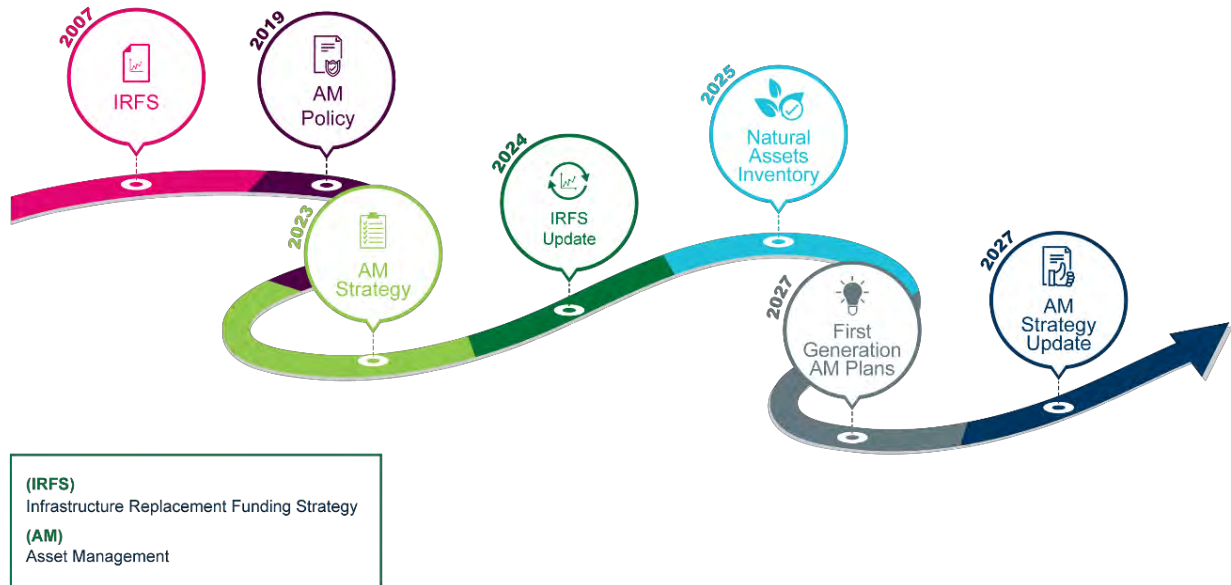 2007
IRFS
2019
AM
Policy
2023
AM
Strategy
2024
IRFS
Update
2025
Natural
Assets
Inventory
2027
First
Generation
AM Plans
2027
AM
Strategy
Update
(IRFS)
Infrastructure Replacement Funding Strategy
(AM)
Asset Management